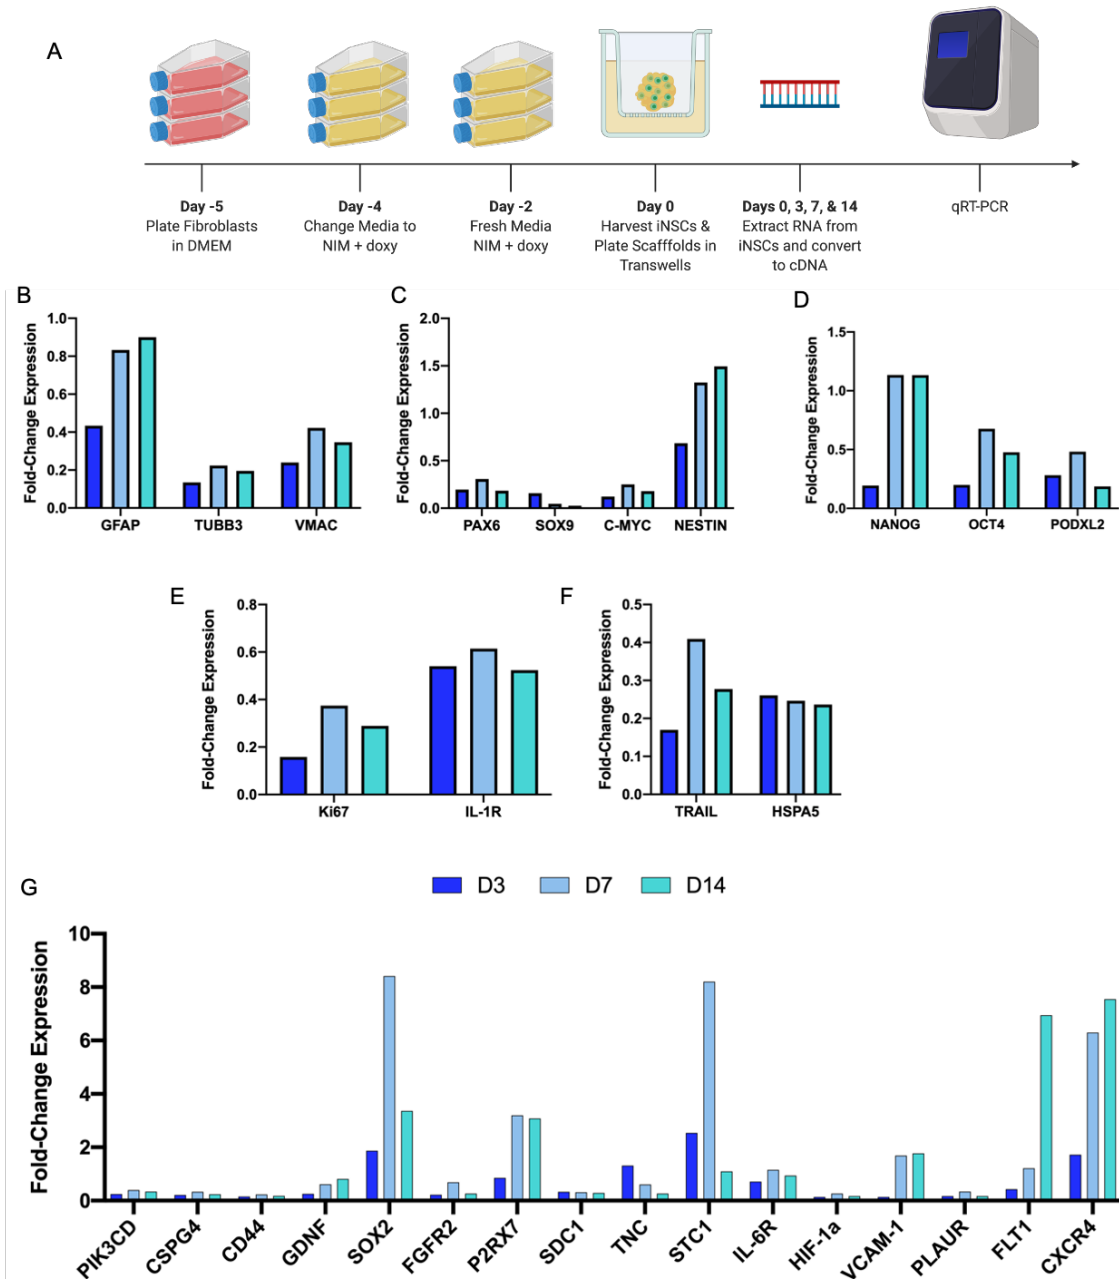 A
Day -5
Plate Fibroblasts
in DMEM
Day -4
Change Media to
NIM + doxy
Day -2
Fresh Media
NIM + doxy
Day 0
Harvest iNSCs &
Plate Scafffolds in
Transwells
Days 0, 3, 7, & 14
Extract RNA from
iNSCs and convert
to cDNA
qRT-PCR
B
Fold-Change Expression
1.0
0.8
0.6
0.4
0.2
0.0
GFAP TUBB3 VMAC
C
Fold-Change Expression
2.0
1.5
1.0
0.5
0.0
PAX6 SOX9 C-MYC NESTIN
D
Fold-Change Expression
1.5
1.0
0.5
0.0
NANOG OCT4 PODXL2
E
Fold-Change Expression
0.8
0.6
0.4
0.2
0.0
Ki67 IL-1R
F
Fold-Change Expression
0.5
0.4
0.3
0.2
0.1
0.0
TRAIL HSPA5
G
D3 D7 D14
Fold-Change Expression
10
8
6
4
2
0
PIK3CD
CSPG4
CD44
GDNF
SOX2
FGFR2
P2RX7
SDC1
TNC
STC1
IL-6R
HIF-1a
VCAM-1
PLAUR
FLT1
CXCR4